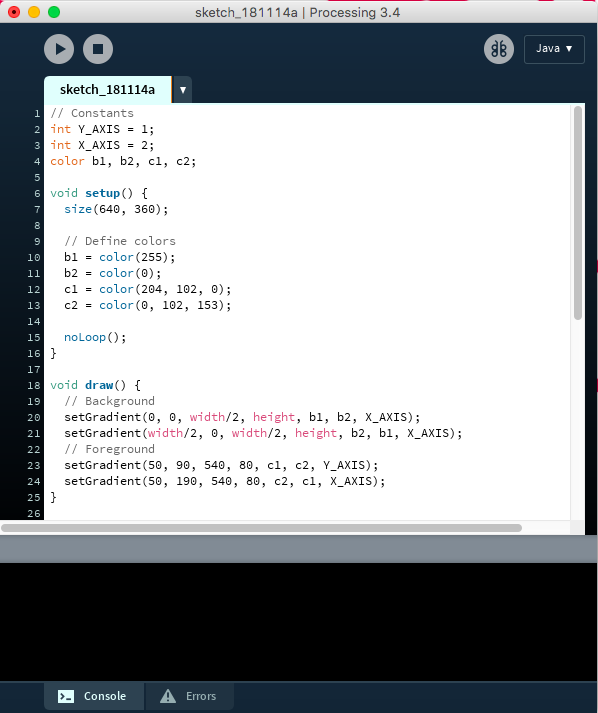 sketch_181114a | Processing 3.4
Java ▼
sketch_181114a ▼
1 // Constants
2 int Y_AXIS = 1;
3 int X_AXIS = 2;
4 color b1, b2, c1, c2;
5
6 void setup() {
7   size(640, 360);
8
9   // Define colors
10   b1 = color(255);
11   b2 = color(0);
12   c1 = color(204, 102, 0);
13   c2 = color(0, 102, 153);
14
15   noLoop();
16 }
17
18 void draw() {
19   // Background
20   setGradient(0, 0, width/2, height, b1, b2, X_AXIS);
21   setGradient(width/2, 0, width/2, height, b2, b1, X_AXIS);
22   // Foreground
23   setGradient(50, 90, 540, 80, c1, c2, Y_AXIS);
24   setGradient(50, 190, 540, 80, c2, c1, X_AXIS);
25 }
26
Console Errors